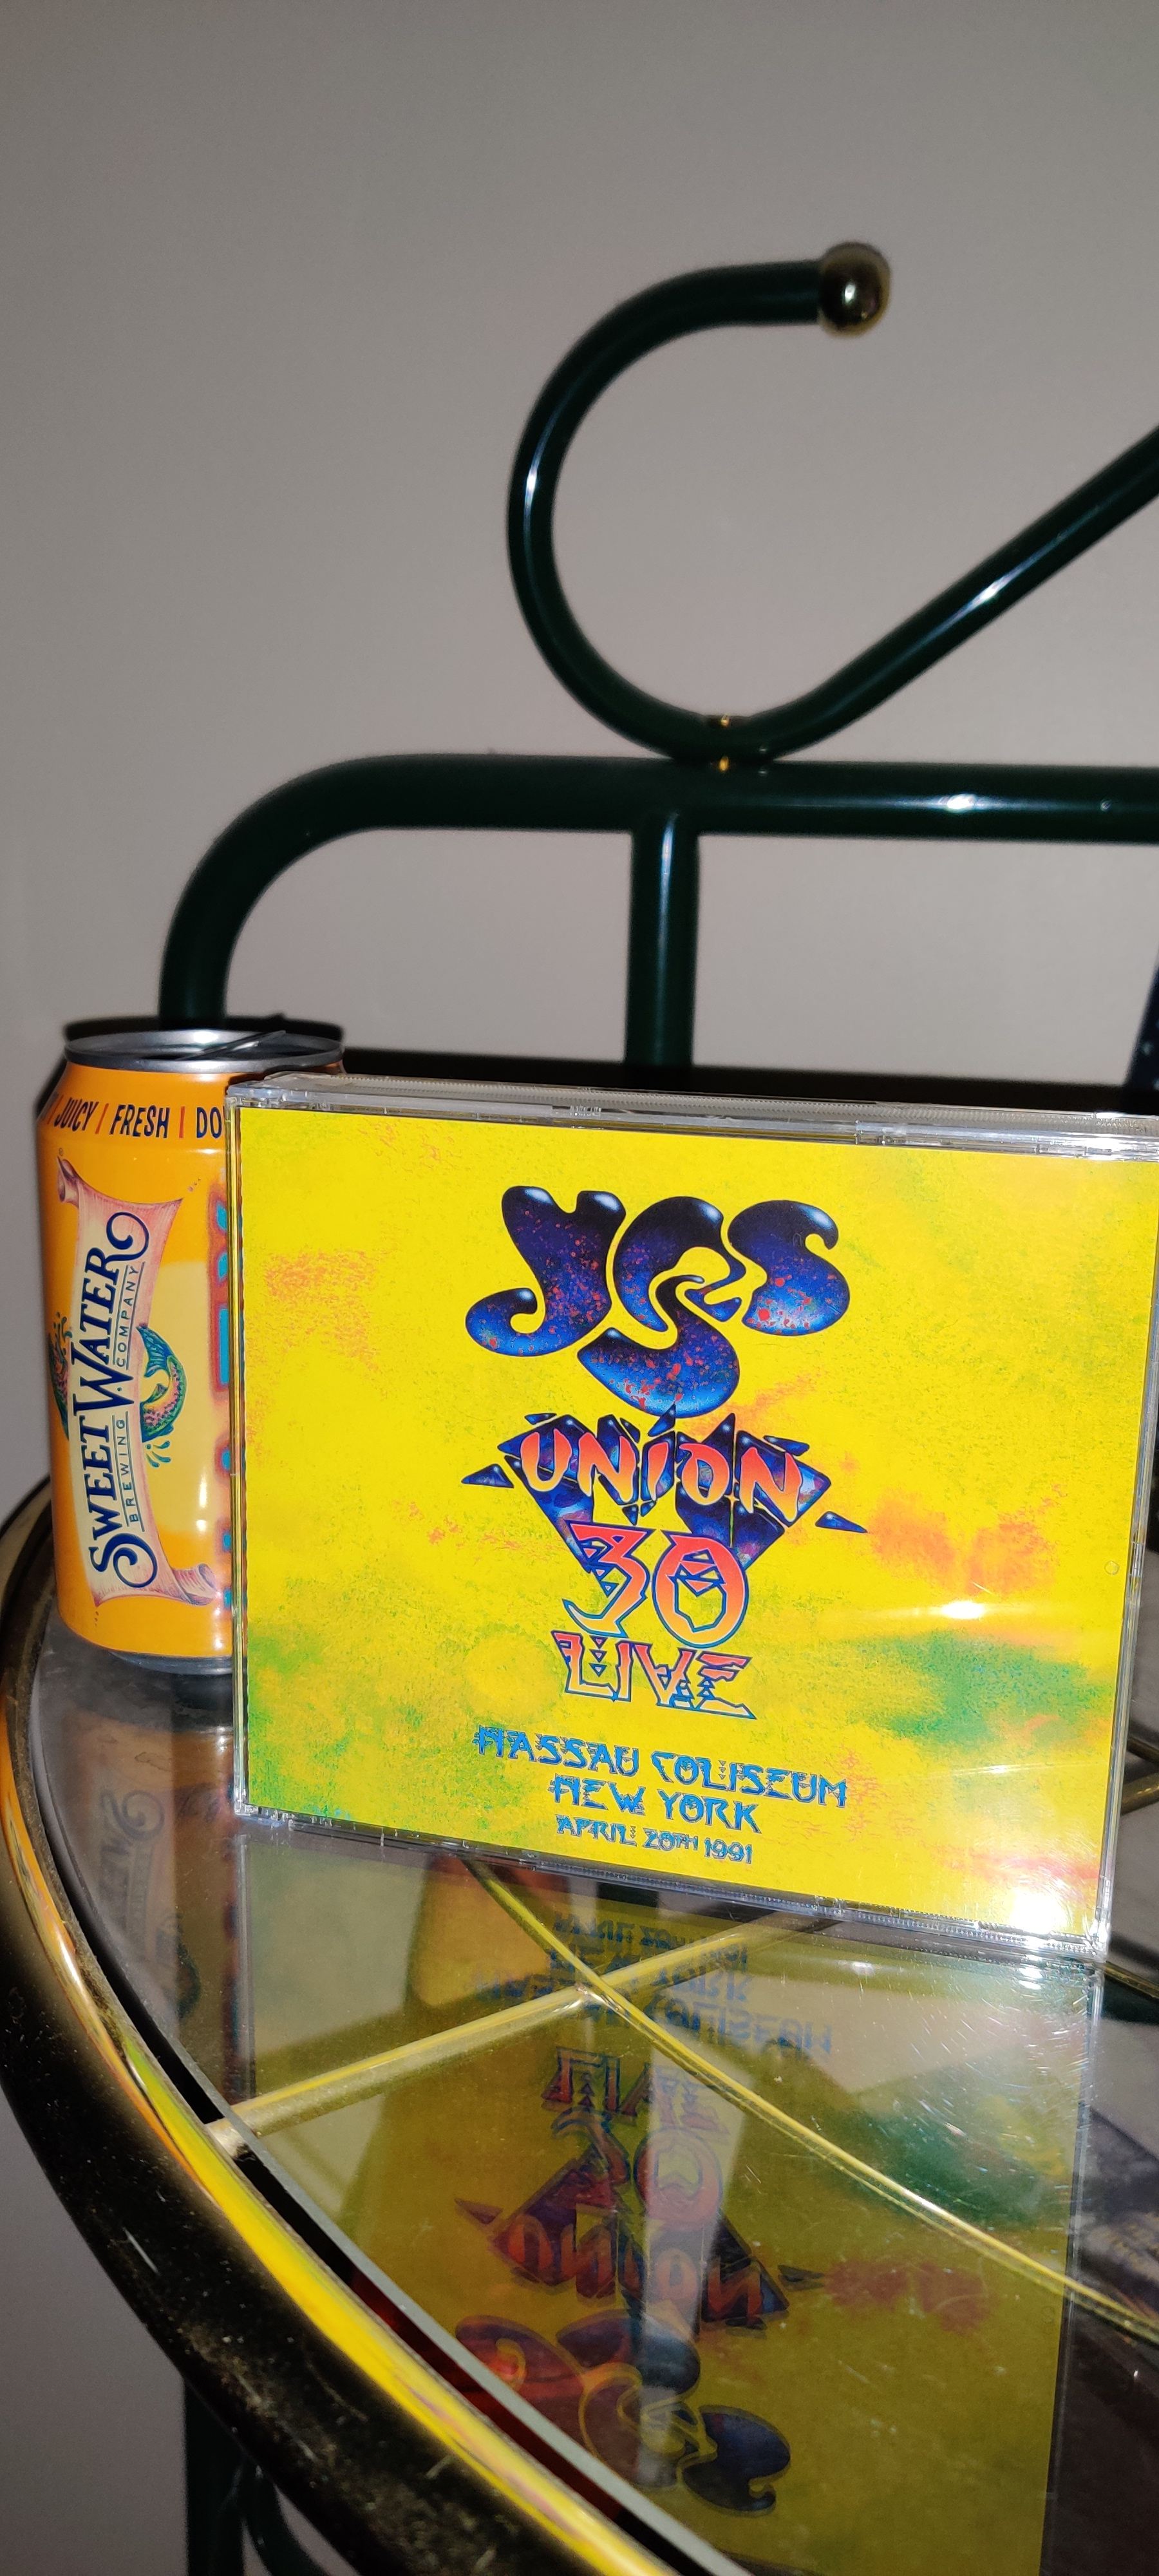 JUICY | FRESH | DO
SWEETWATER
BREWING COMPANY
YES
UNION
30
LIVE
NASSAU COLISEUM
NEW YORK
APRIL 20TH 1991